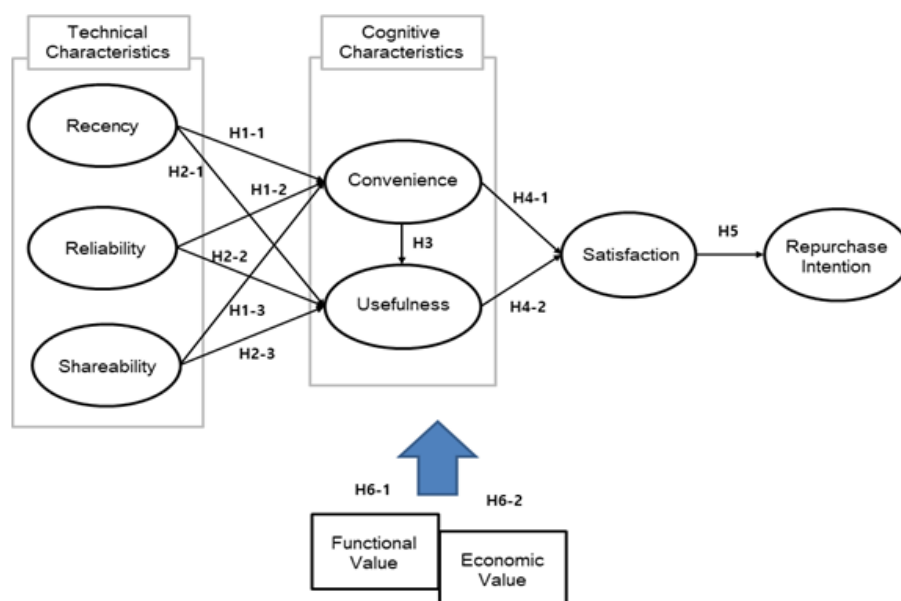 Technical
Characteristics
Cognitive
Characteristics
Recency
H1-1
H2-1
H1-2
Convenience
H4-1
Reliability
H2-2
H3
Satisfaction
H5
Repurchase
Intention
Usefulness
H1-3
H4-2
H2-3
Shareability
H6-1
H6-2
Functional
Value
Economic
Value